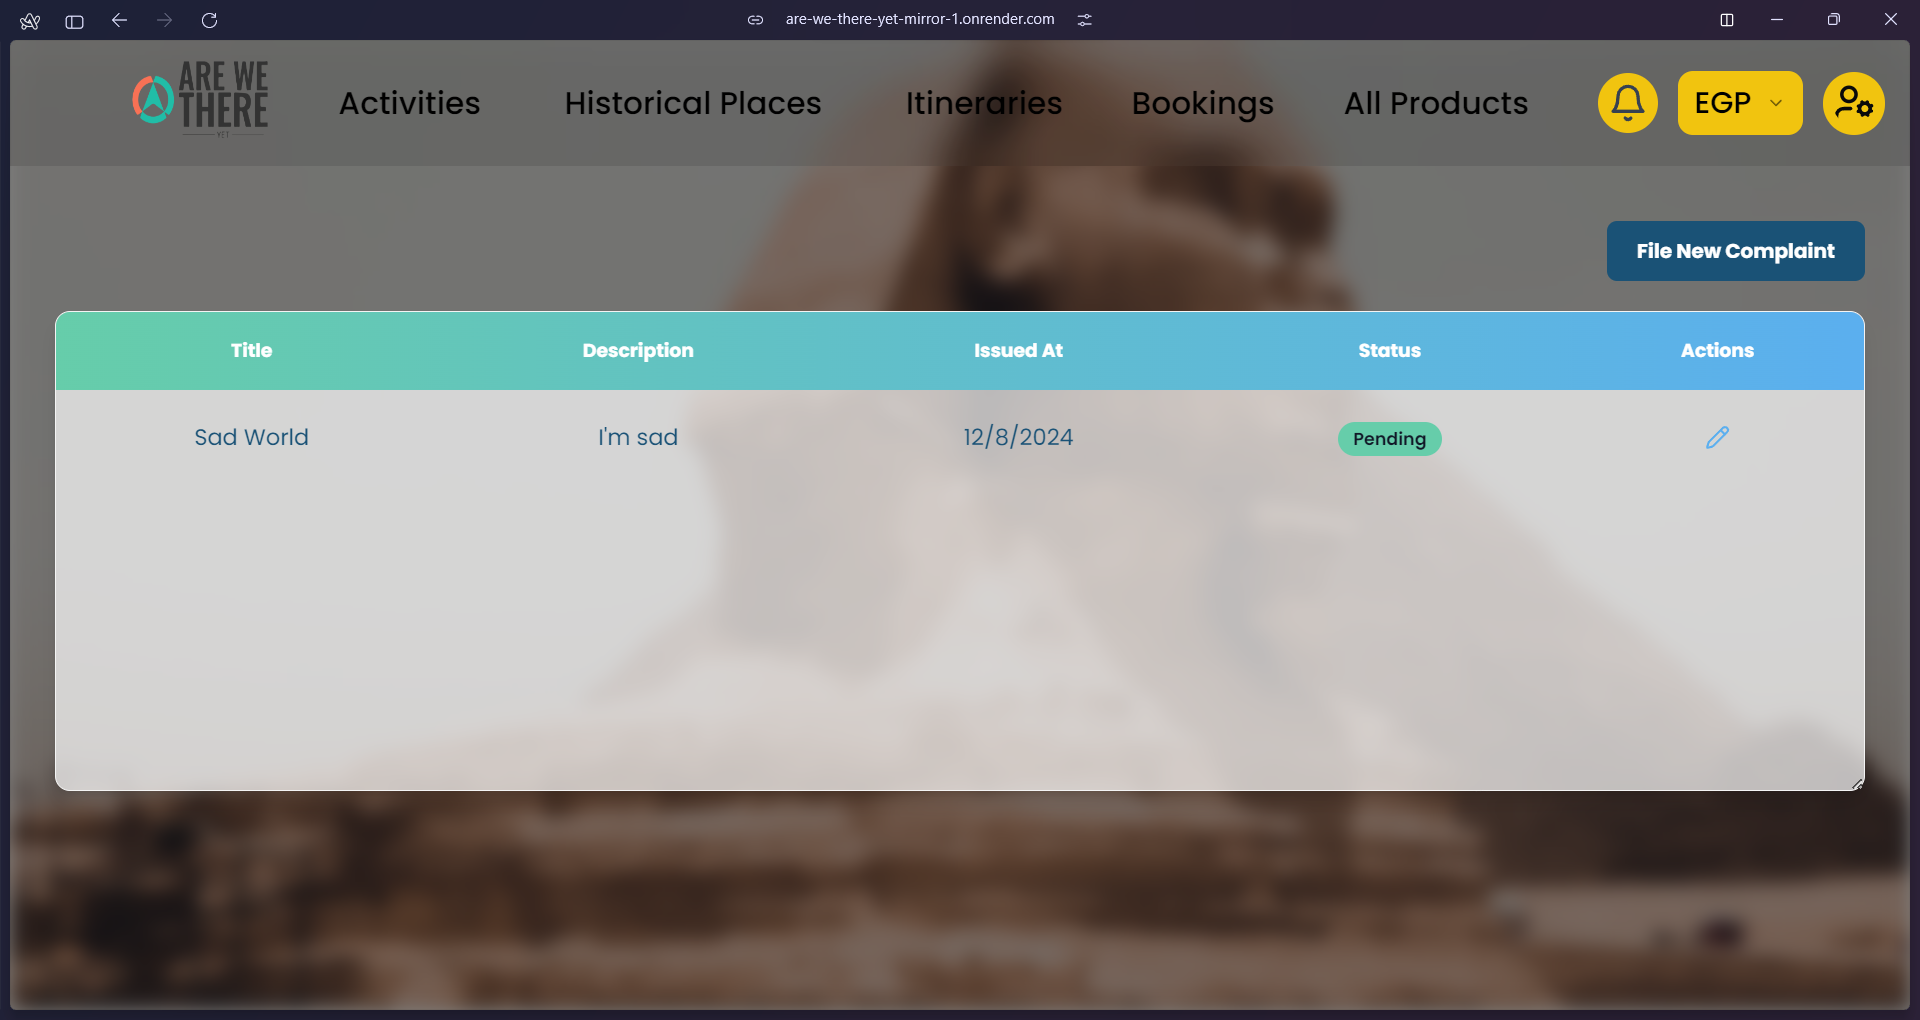 are-we-there-yet-mirror-1.onrender.com
ARE WE
THERE
YET
Activities
Historical Places
Itineraries
Bookings
All Products
EGP
File New Complaint
Title
Description
Issued At
Status
Actions
Sad World
I'm sad
12/8/2024
Pending